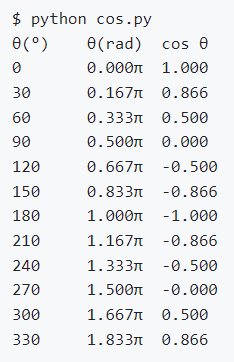 $ python cos.py
θ(°)    θ(rad)  cos θ
0       0.000π  1.000
30      0.167π  0.866
60      0.333π  0.500
90      0.500π  0.000
120     0.667π  -0.500
150     0.833π  -0.866
180     1.000π  -1.000
210     1.167π  -0.866
240     1.333π  -0.500
270     1.500π  -0.000
300     1.667π  0.500
330     1.833π  0.866